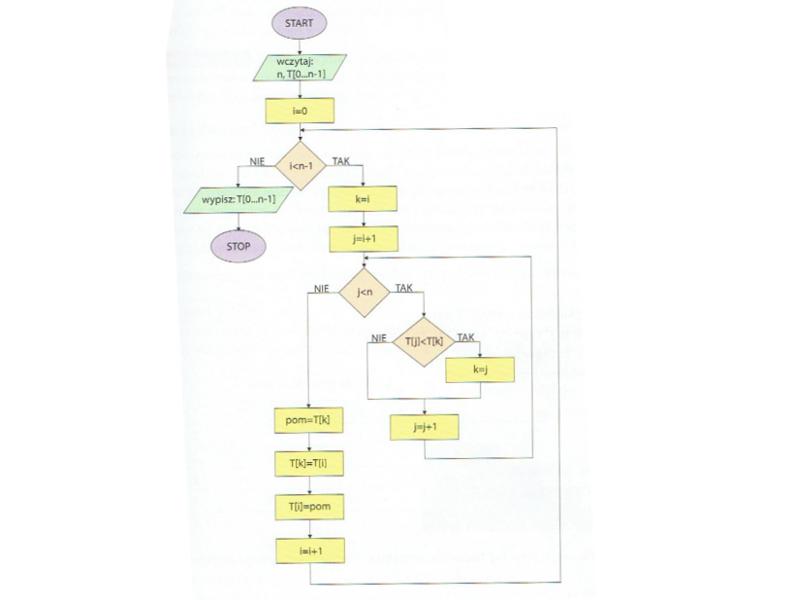 START
wczytaj:
n, T[0...n-1]
i=0
NIE
i<n-1
TAK
wypisz: T[0...n-1]
k=i
STOP
j=i+1
NIE
j<n
TAK
NIE
T[j]<T[k]
TAK
k=j
pom=T[k]
j=j+1
T[k]=T[i]
T[i]=pom
i=i+1